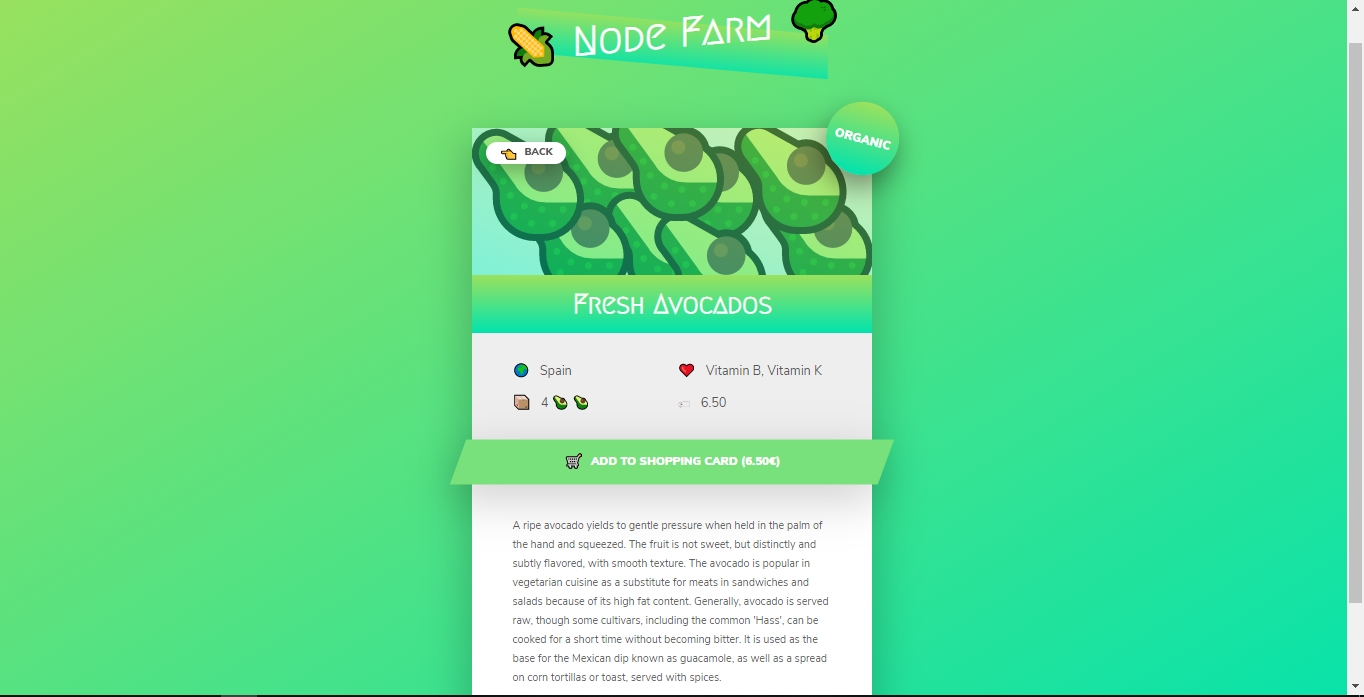 Node Farm
ORGANIC
BACK
Fresh Avocados
Spain
Vitamin B, Vitamin K
4
6.50
ADD TO SHOPPING CARD (6.50€)
A ripe avocado yields to gentle pressure when held in the palm of
the hand and squeezed. The fruit is not sweet, but distinctly and
subtly flavored, with smooth texture. The avocado is popular in
vegetarian cuisine as a substitute for meats in sandwiches and
salads because of its high fat content. Generally, avocado is served
raw, though some cultivars, including the common 'Hass', can be
cooked for a short time without becoming bitter. It is used as the
base for the Mexican dip known as guacamole, as well as a spread
on corn tortillas or toast, served with spices.